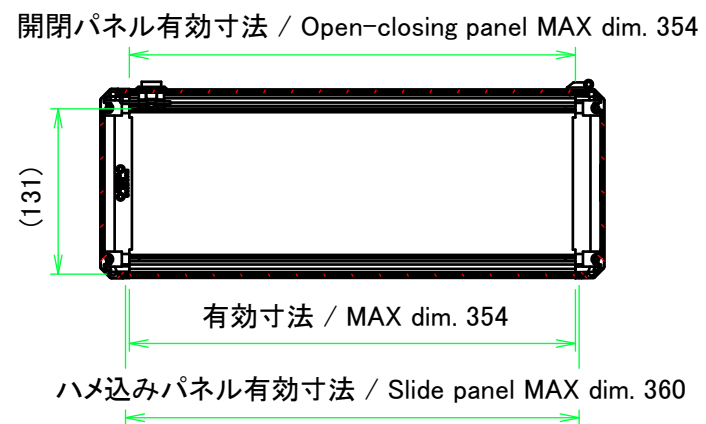 開閉パネル有効寸法 / Open-closing panel MAX dim. 354
(131)
有効寸法 / MAX dim. 354
ハメ込みパネル有効寸法 / Slide panel MAX dim. 360